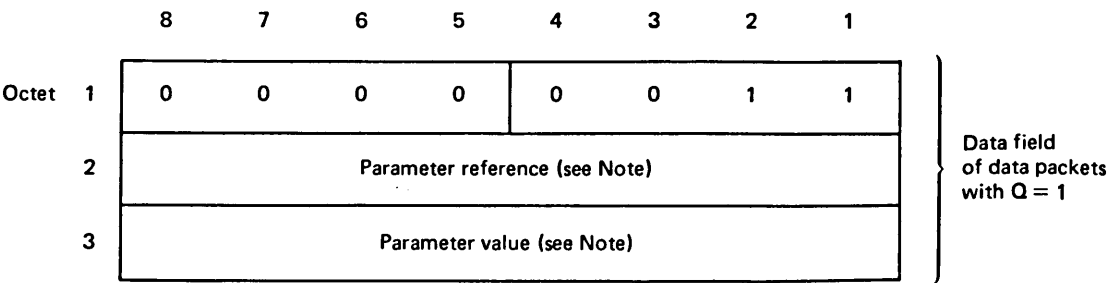 8 7 6 5 4 3 2 1
Octet 1 0 0 0 0 0 0 1 1
2 Parameter reference (see Note)
3 Parameter value (see Note)
Data field
of data packets
with Q = 1